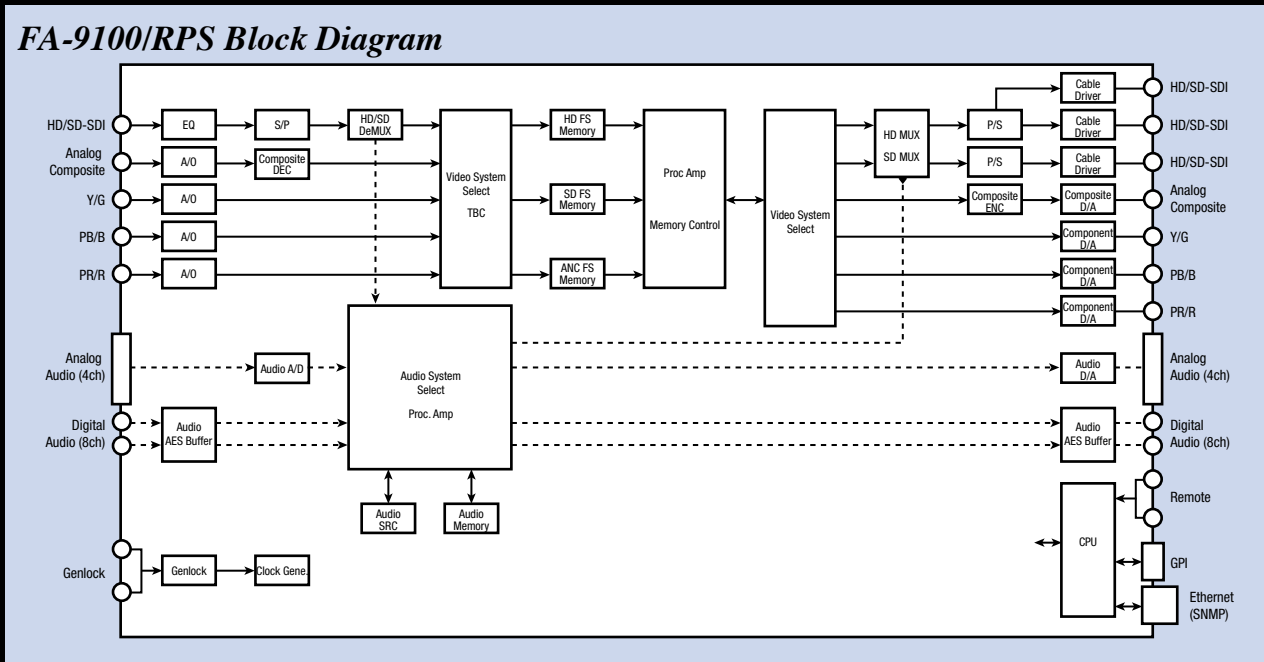 FA-9100/RPS Block Diagram
HD/SD-SDI
EQ
S/P
HD/SD
DeMUX
Analog
Composite
A/O
Composite
DEC
Y/G
A/O
PB/B
A/O
PR/R
A/O
Video System
Select
TBC
HD FS
Memory
SD FS
Memory
ANC FS
Memory
Proc Amp
Memory Control
Video System
Select
HD MUX
SD MUX
P/S
P/S
Composite
ENC
Cable
Driver
HD/SD-SDI
Cable
Driver
HD/SD-SDI
Cable
Driver
HD/SD-SDI
Composite
D/A
Analog
Composite
Component
D/A
Y/G
Component
D/A
PB/B
Component
D/A
PR/R
Analog
Audio (4ch)
Audio A/D
Audio System
Select
Proc. Amp
Audio
D/A
Analog
Audio (4ch)
Digital
Audio (8ch)
Audio
AES Buffer
Audio
AES Buffer
Digital
Audio (8ch)
Audio
SRC
Audio
Memory
Genlock
Genlock
Clock Gene.
CPU
Remote
GPI
Ethernet
(SNMP)